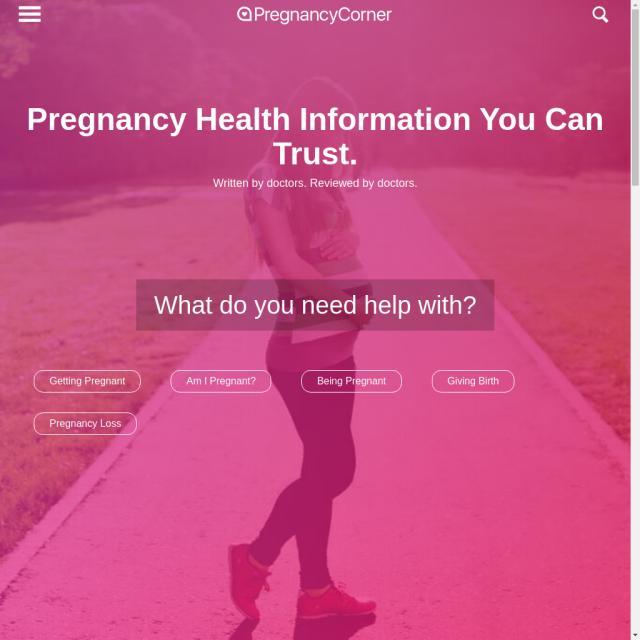 PregnancyCorner
Pregnancy Health Information You Can
Trust.
Written by doctors. Reviewed by doctors.
What do you need help with?
Getting Pregnant
Am I Pregnant?
Being Pregnant
Giving Birth
Pregnancy Loss